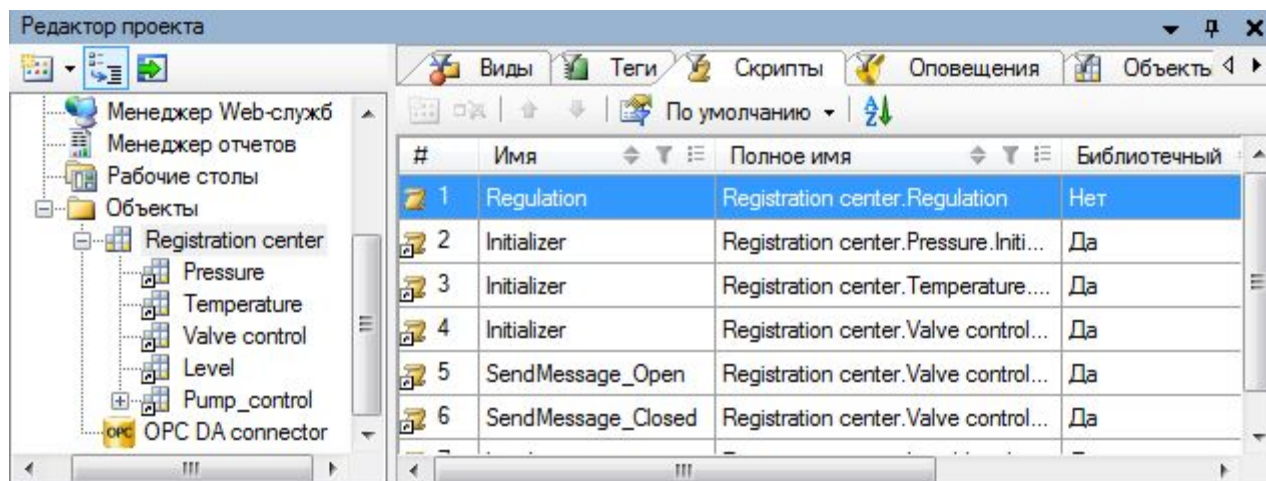 Редактор проекта
Виды Теги Скрипты Оповещения Объекть
По умолчанию
Менеджер Web-служб
Менеджер отчетов
Рабочие столы
Объекты
Registration center
Pressure
Temperature
Valve control
Level
Pump_control
OPC DA connector
# Имя Полное имя Библиотечный
1 Regulation Registration center.Regulation Нет
2 Initializer Registration center.Pressure.Initi... Да
3 Initializer Registration center.Temperature.... Да
4 Initializer Registration center.Valve control... Да
5 SendMessage_Open Registration center.Valve control... Да
6 SendMessage_Closed Registration center.Valve control... Да